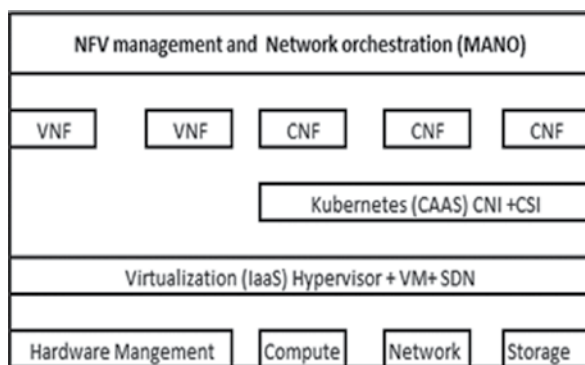 NFV management and Network orchestration (MANO)
VNF VNF CNF CNF CNF
Kubernetes (CAAS) CNI +CSI
Virtualization (IaaS) Hypervisor + VM+ SDN
Hardware Mangement Compute Network Storage